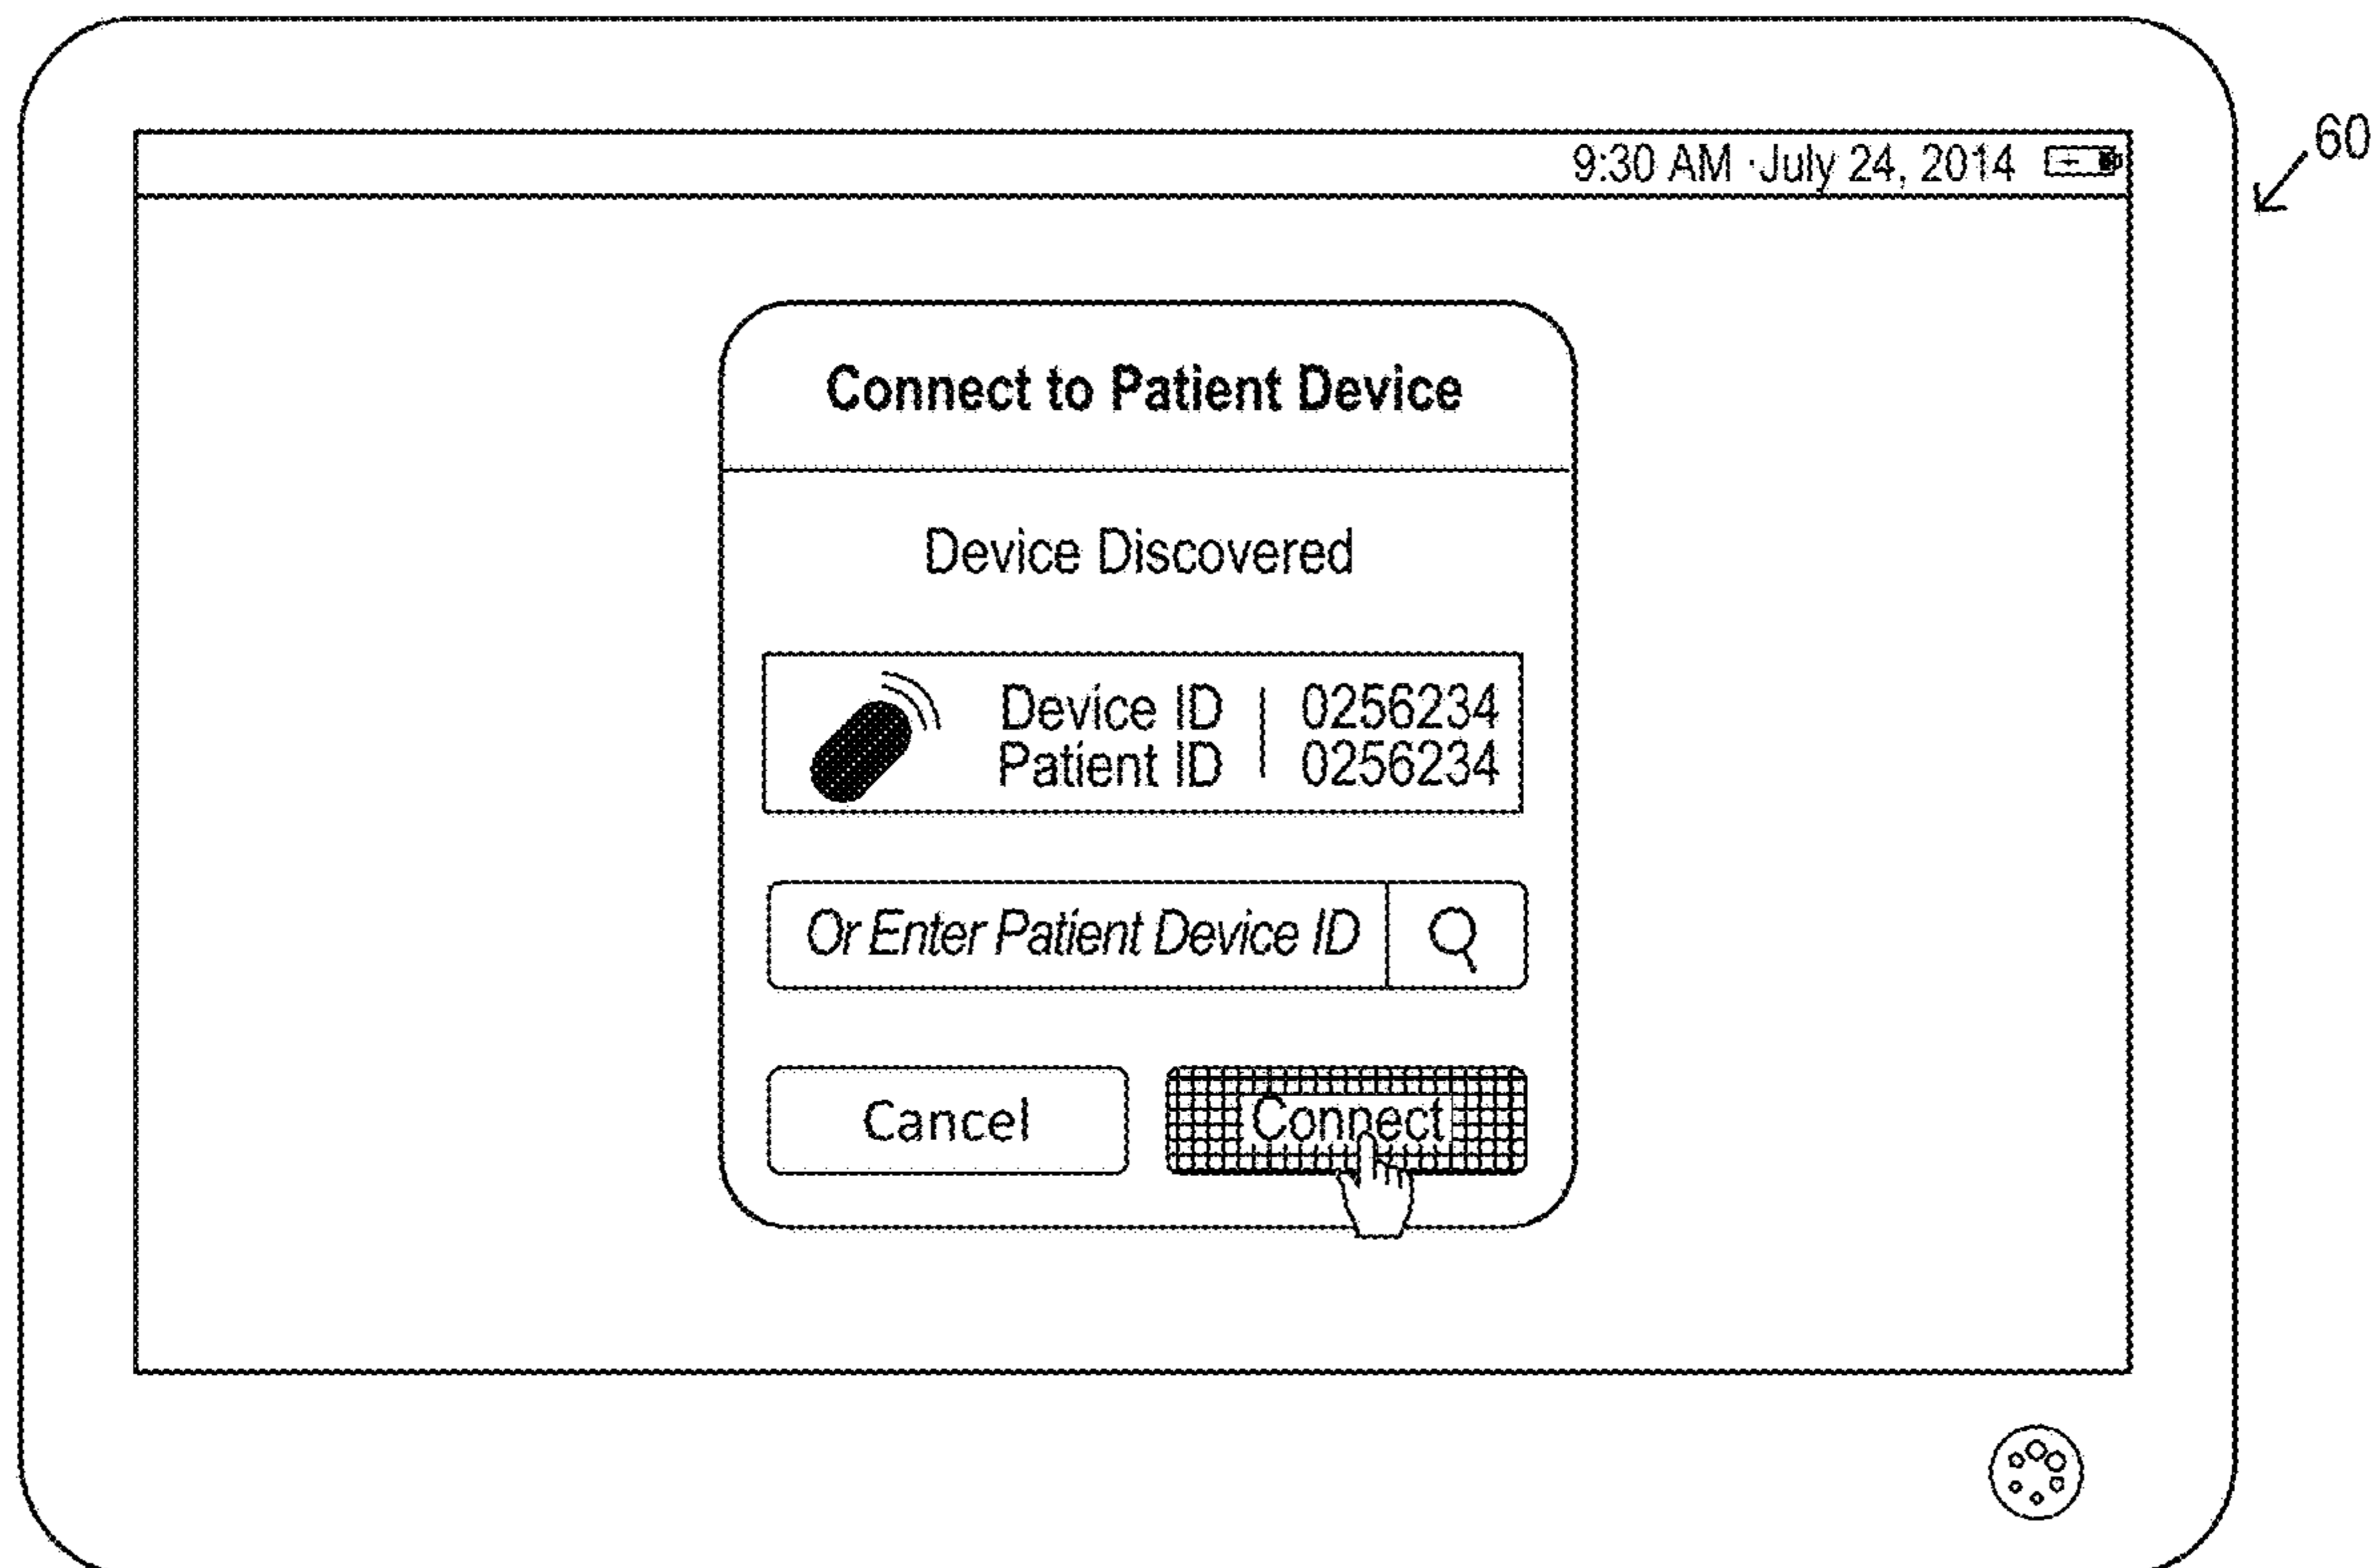 9:30 AM · July 24, 2014
60
Connect to Patient Device
Device Discovered
Device ID | 0256234
Patient ID | 0256234
Or Enter Patient Device ID
Cancel
Connect